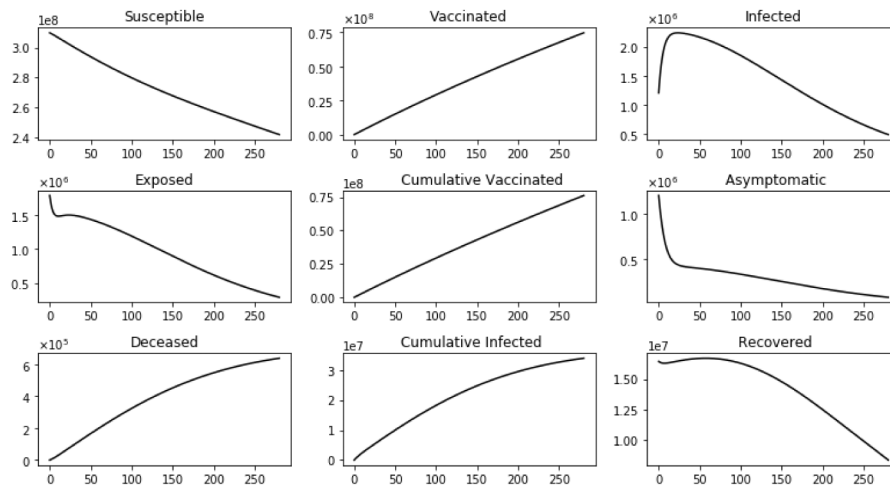 Susceptible
1e8
3.0
2.8
2.6
2.4
0 50 100 150 200 250
Vaccinated
×10⁸
0.75
0.50
0.25
0.00
0 50 100 150 200 250
Infected
×10⁶
2.0
1.5
1.0
0.5
0 50 100 150 200 250
Exposed
×10⁶
1.5
1.0
0.5
0 50 100 150 200 250
Cumulative Vaccinated
1e8
0.75
0.50
0.25
0.00
0 50 100 150 200 250
Asymptomatic
×10⁶
1.0
0.5
0 50 100 150 200 250
Deceased
×10⁵
6
4
2
0
0 50 100 150 200 250
Cumulative Infected
1e7
3
2
1
0
0 50 100 150 200 250
Recovered
1e7
15.50
12.50
10.00
0 50 100 150 200 250